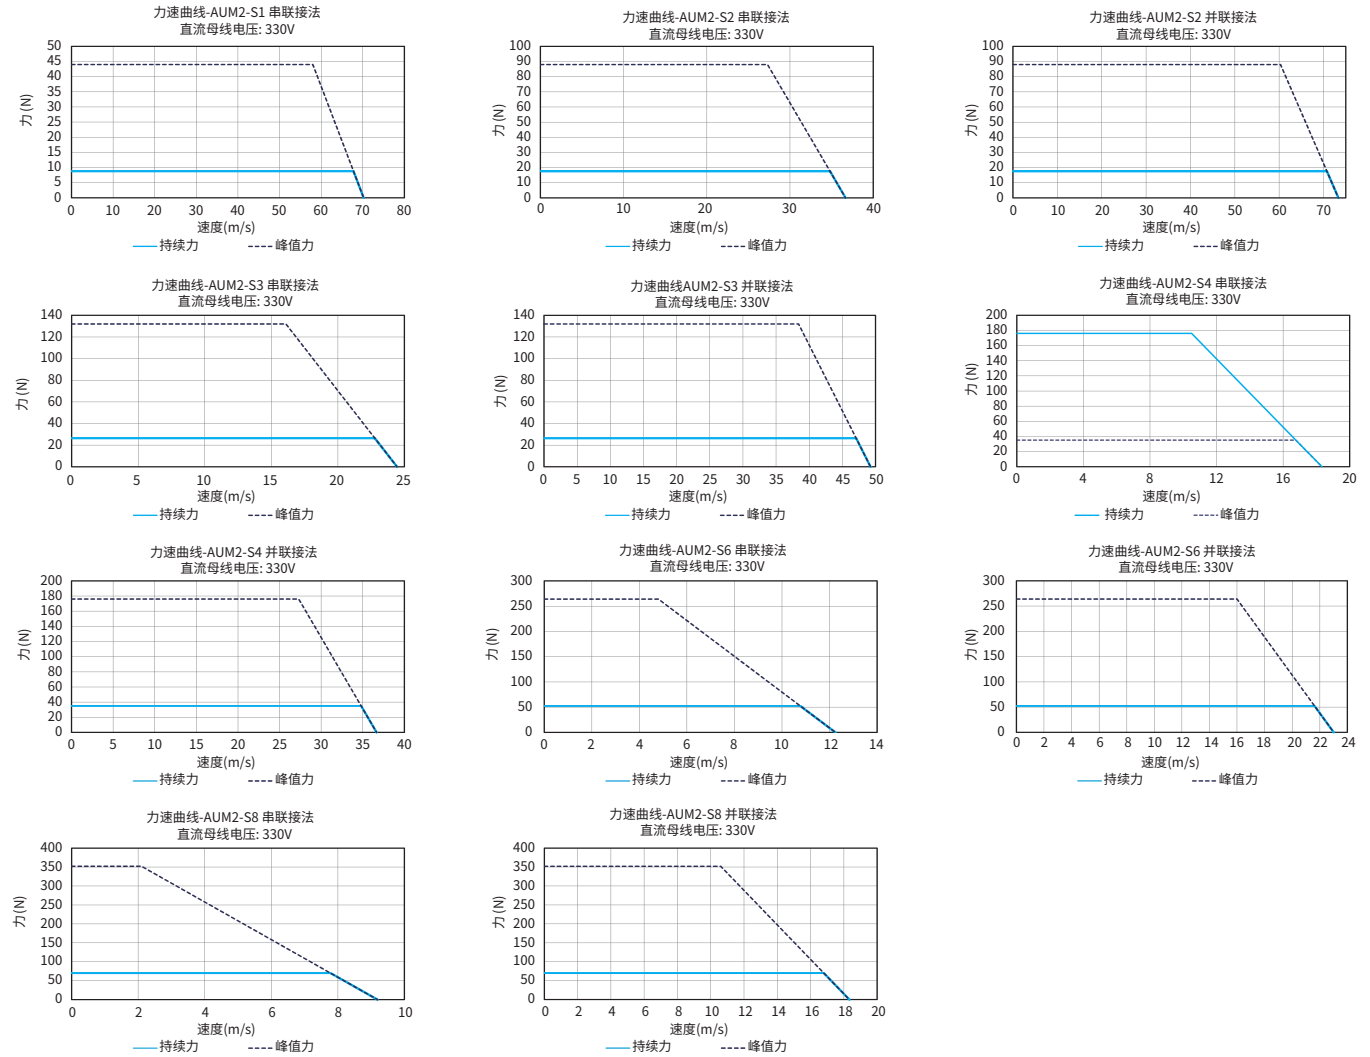 力速曲线-AUM2-S1 串联接法
直流母线电压: 330V
50
45
40
35
30
25
20
15
10
5
0
力 (N)
0 10 20 30 40 50 60 70 80
速度(m/s)
持续力 峰值力
力速曲线-AUM2-S2 串联接法
直流母线电压: 330V
100
90
80
70
60
50
40
30
20
10
0
力 (N)
0 10 20 30 40
速度(m/s)
持续力 峰值力
力速曲线-AUM2-S2 并联接法
直流母线电压: 330V
100
90
80
70
60
50
40
30
20
10
0
力 (N)
0 10 20 30 40 50 60 70
速度(m/s)
持续力 峰值力
力速曲线-AUM2-S3 串联接法
直流母线电压: 330V
140
120
100
80
60
40
20
0
力 (N)
0 5 10 15 20 25
速度(m/s)
持续力 峰值力
力速曲线AUM2-S3 并联接法
直流母线电压: 330V
140
120
100
80
60
40
20
0
力 (N)
0 5 10 15 20 25 30 35 40 45 50
速度(m/s)
持续力 峰值力
力速曲线-AUM2-S4 串联接法
直流母线电压: 330V
200
180
160
140
120
100
80
60
40
20
0
力 (N)
0 4 8 12 16 20
速度(m/s)
持续力 峰值力
力速曲线-AUM2-S4 并联接法
直流母线电压: 330V
200
180
160
140
120
100
80
60
40
20
0
力 (N)
0 5 10 15 20 25 30 35 40
速度(m/s)
持续力 峰值力
力速曲线-AUM2-S6 串联接法
直流母线电压: 330V
300
250
200
150
100
50
0
力 (N)
0 2 4 6 8 10 12 14
速度(m/s)
持续力 峰值力
力速曲线-AUM2-S6 并联接法
直流母线电压: 330V
300
250
200
150
100
50
0
力 (N)
0 2 4 6 8 10 12 14 16 18 20 22 24
速度(m/s)
持续力 峰值力
力速曲线-AUM2-S8 串联接法
直流母线电压: 330V
400
350
300
250
200
150
100
50
0
力 (N)
0 2 4 6 8 10
速度(m/s)
持续力 峰值力
力速曲线-AUM2-S8 并联接法
直流母线电压: 330V
400
350
300
250
200
150
100
50
0
力 (N)
0 2 4 6 8 10 12 14 16 18 20
速度(m/s)
持续力 峰值力